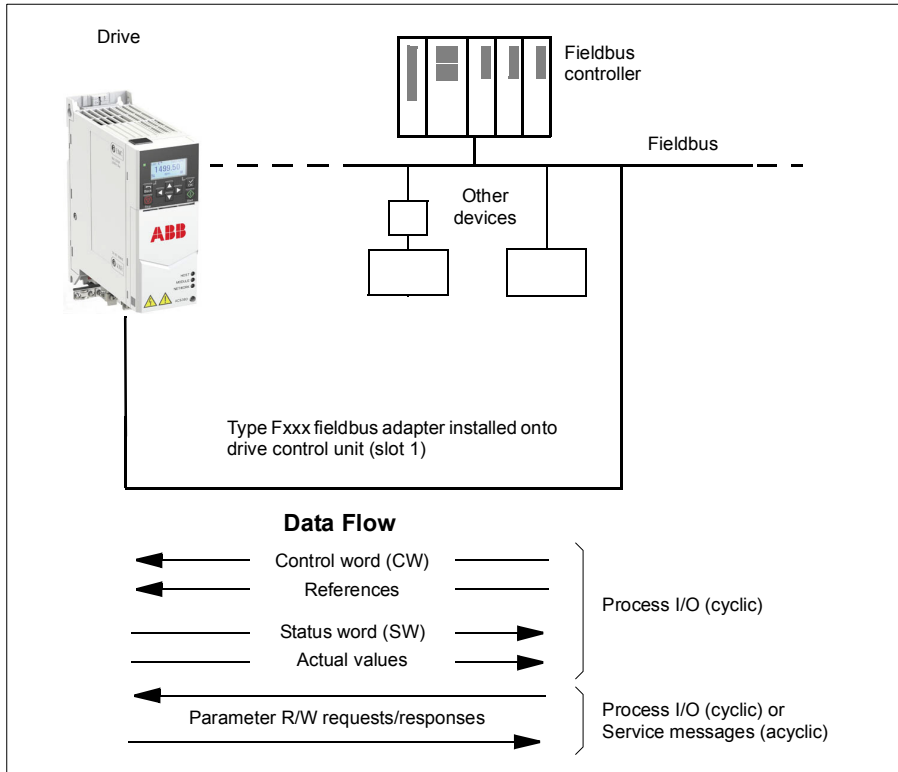 Drive
Fieldbus
controller
Fieldbus
1489.50
Other
devices
ABB
Type Fxxx fieldbus adapter installed onto
drive control unit (slot 1)
Data Flow
Control word (CW)
References
Process I/O (cyclic)
Status word (SW)
Actual values
Parameter R/W requests/responses
Process I/O (cyclic) or
Service messages (acyclic)